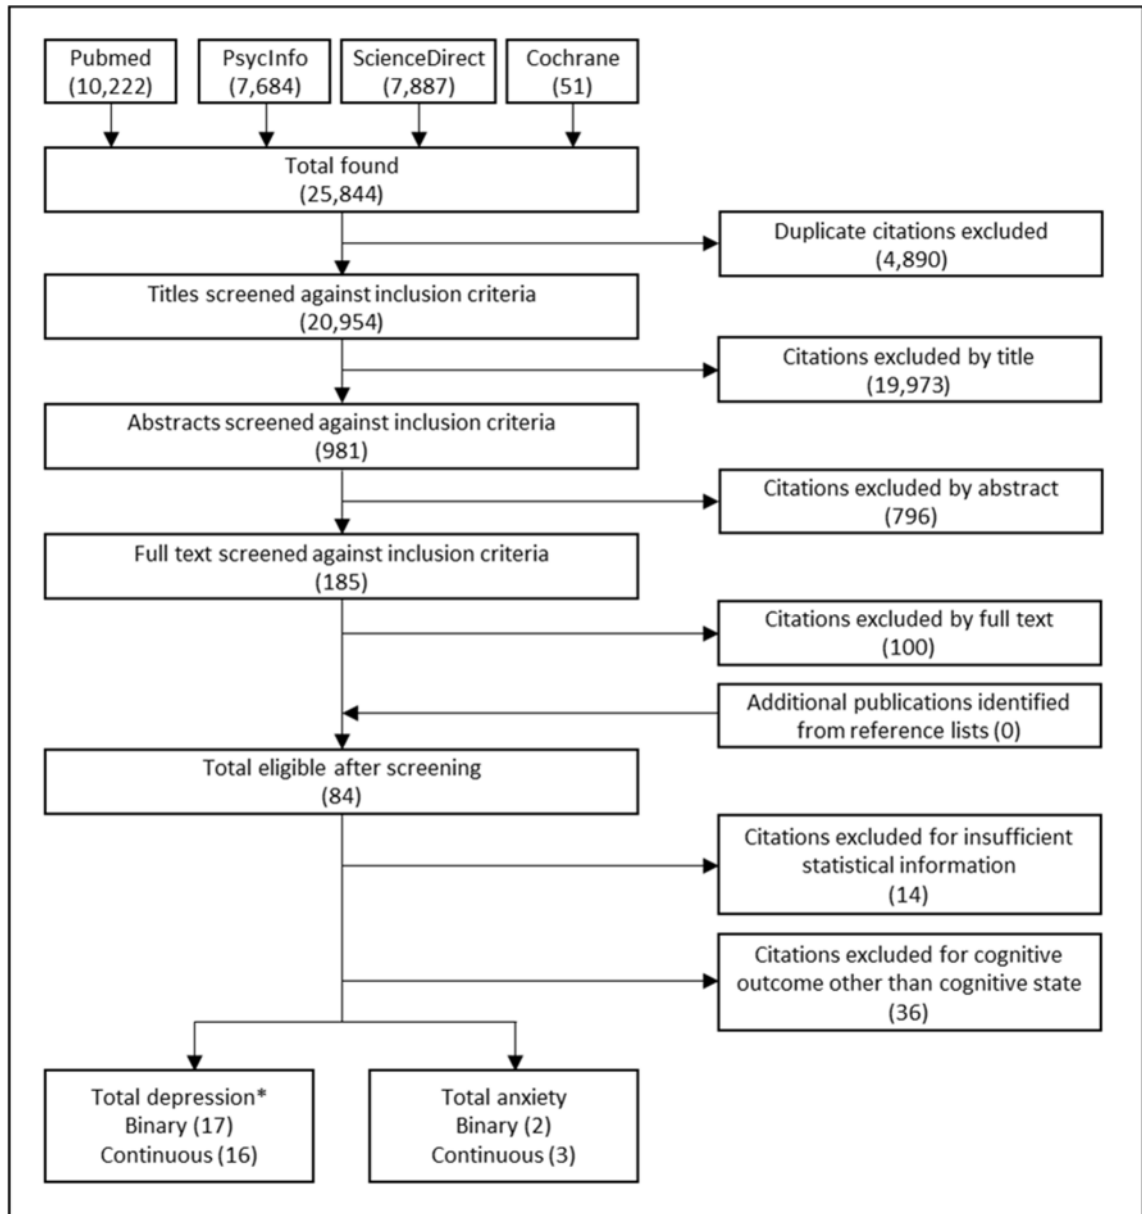 Pubmed
(10,222)
PsycInfo
(7,684)
ScienceDirect
(7,887)
Cochrane
(51)
Total found
(25,844)
Duplicate citations excluded
(4,890)
Titles screened against inclusion criteria
(20,954)
Citations excluded by title
(19,973)
Abstracts screened against inclusion criteria
(981)
Citations excluded by abstract
(796)
Full text screened against inclusion criteria
(185)
Citations excluded by full text
(100)
Additional publications identified
from reference lists (0)
Total eligible after screening
(84)
Citations excluded for insufficient
statistical information
(14)
Citations excluded for cognitive
outcome other than cognitive state
(36)
Total depression*
Binary (17)
Continuous (16)
Total anxiety
Binary (2)
Continuous (3)